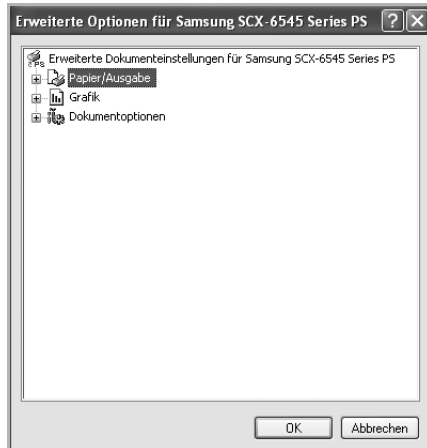 Erweiterte Optionen für Samsung SCX-6545 Series PS
Erweiterte Dokumenteinstellungen für Samsung SCX-6545 Series PS
Papier/Ausgabe
Grafik
Dokumentoptionen
OK Abbrechen